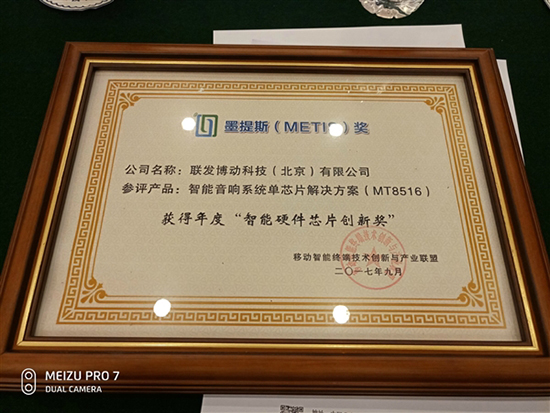 墨提斯（METIS）奖
公司名称：联发博动科技（北京）有限公司
参评产品：智能音响系统单芯片解决方案（MT8516）
获得年度“智能硬件芯片创新奖”
移动智能终端技术创新与产业联盟
二〇一七年九月
MEIZU PRO 7
DUAL CAMERA